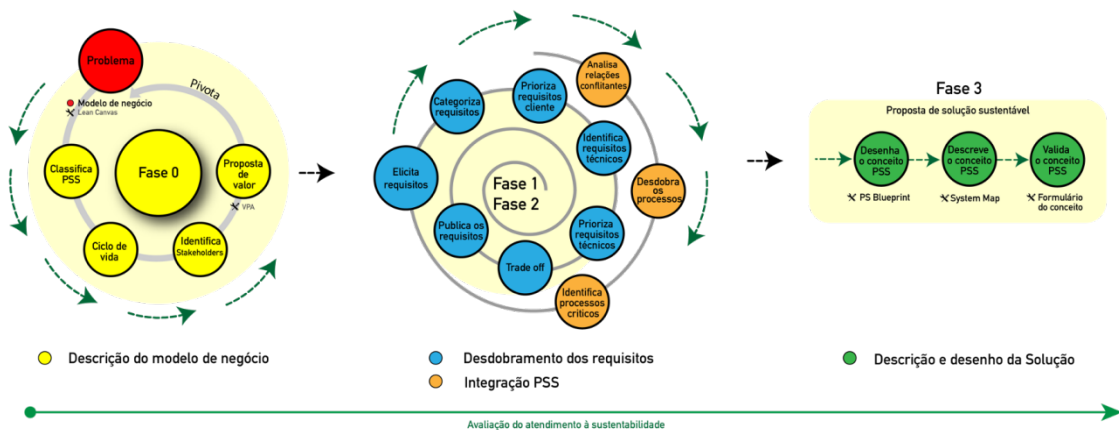 Problema
Pivota
Modelo de negócio
Lean Canvas
Classifica
PSS
Fase 0
Proposta
de
valor
VPA
Ciclo de
vida
Identifica
Stakeholders
Categoriza
requisitos
Prioriza
requisitos
cliente
Analisa
relações
conflitantes
Elicita
requisitos
Identifica
requisitos
técnicos
Fase 1
Fase 2
Desdobra
os
processos
Publica os
requisitos
Prioriza
requisitos
técnicos
Trade off
Identifica
processos
criticos
Fase 3
Proposta de solução sustentável
Desenha
o conceito
PSS
Descreve
o conceito
PSS
Valida
o conceito
PSS
PS Blueprint
System Map
Formulário
do conceito
Descrição do modelo de negócio
Desdobramento dos requisitos
Integração PSS
Descrição e desenho da Solução
Avaliação do atendimento à sustentabilidade